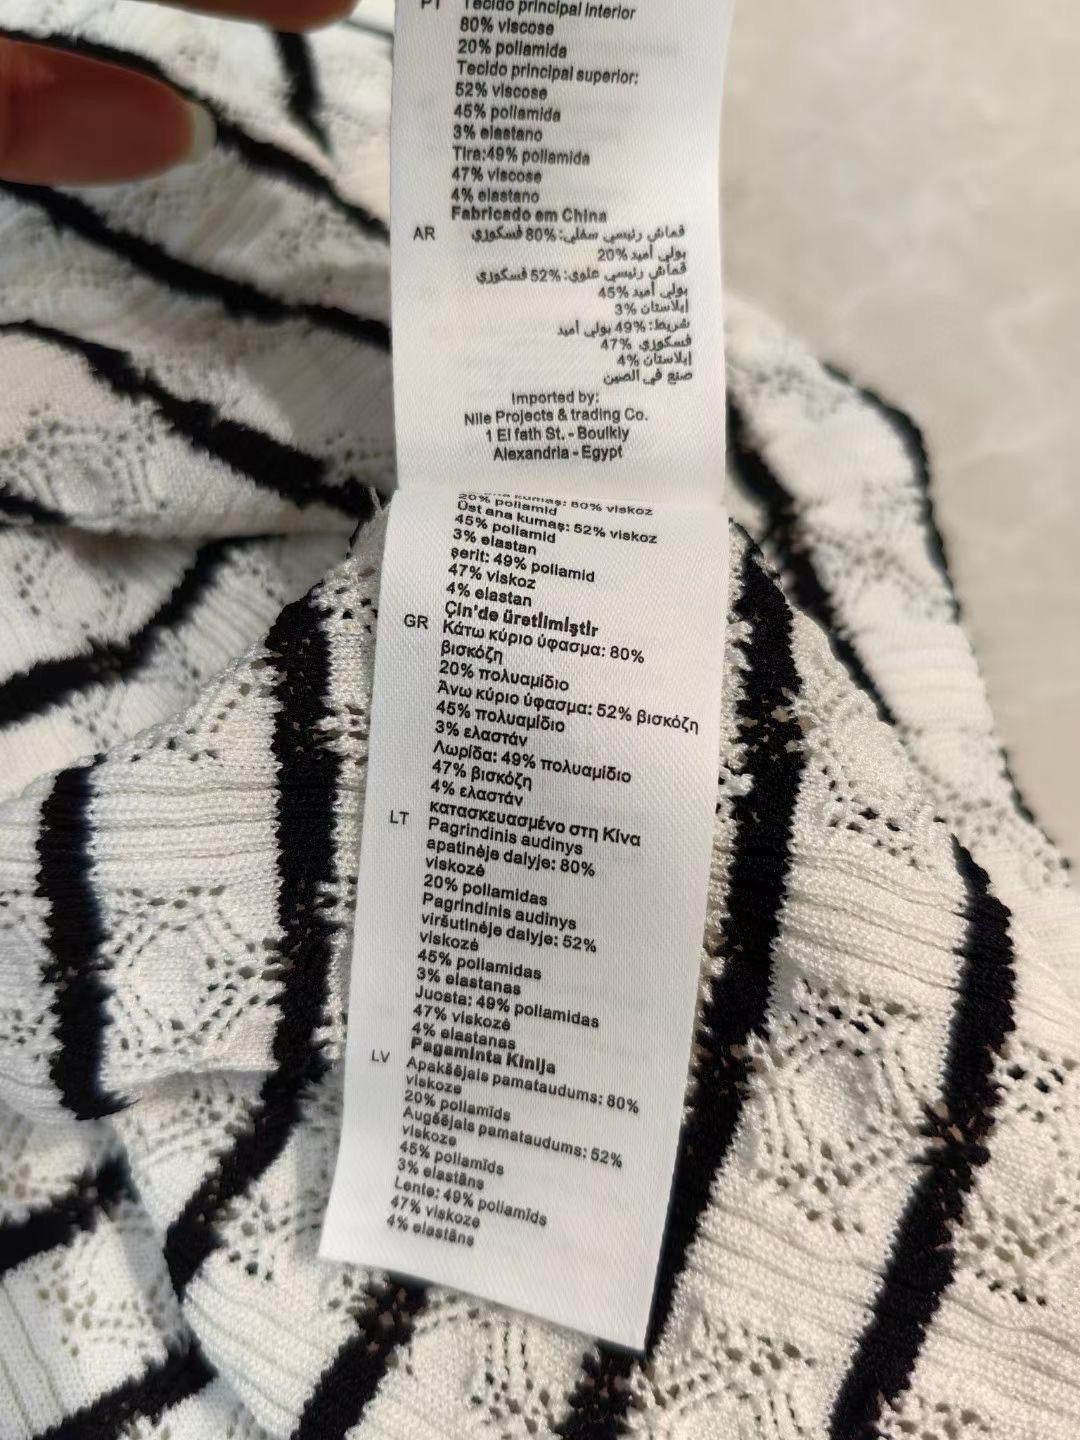 PT Tecido principal interior
80% viscose
20% poliamida
Tecido principal superior:
52% viscose
45% poliamida
3% elastano
Tira:49% poliamida
47% viscose
4% elastano
Fabricado em China
AR قماش رئيسي سفلي: 80% فسكوزي
بولي أميد 20%
قماش رئيسي علوي: 52% فسكوزي
بولي أميد 45%
إيلاستان 3%
شريط: 49% بولي أميد
فسكوزي 47%
إيلاستان 4%
صنع في الصين
Imported by:
Nile Projects & trading Co.
1 El fath St. - Boulkly
Alexandria - Egypt
kumaş: 80% viskoz
20% poliamid
Üst ana kumaş: 52% viskoz
45% poliamid
3% elastan
şerit: 49% poliamid
47% viskoz
4% elastan
Çin'de üretilmiştir
GR Κάτω κύριο ύφασμα: 80%
βισκόζη
20% πολυαμίδιο
Άνω κύριο ύφασμα: 52% βισκόζη
45% πολυαμίδιο
3% ελαστάν
Λωρίδα: 49% πολυαμίδιο
47% βισκόζη
4% ελαστάν
κατασκευασμένο στη Κίνα
LT Pagrindinis audinys
apatinėje dalyje: 80%
viskozė
20% poliamidas
Pagrindinis audinys
viršutinėje dalyje: 52%
viskozė
45% poliamidas
3% elastanas
Juosta: 49% poliamidas
47% viskozė
4% elastanas
Pagaminta Kinija
LV Apakšējais pamataudums: 80%
viskoze
20% poliamīds
Augšējais pamataudums: 52%
viskoze
45% poliamīds
3% elastāns
Lente: 49% poliamīds
47% viskoze
4% elastāns